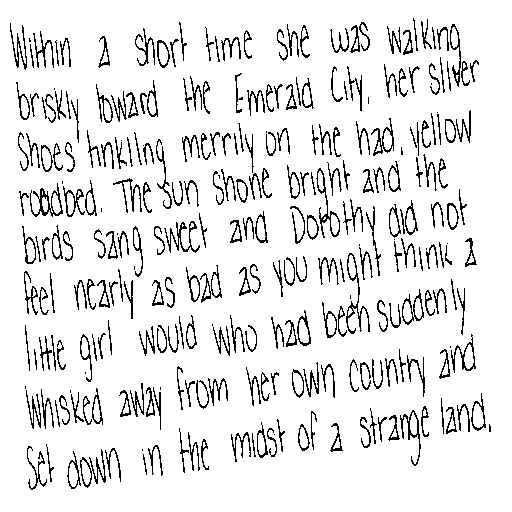 Within a short time she was walking
briskly toward the Emerald City, her silver
Shoes tinkling merrily on the had, yellow
roadbed. The sun shone bright and the
birds sang sweet and Dorothy did not
feel nearly as bad as you might think a
little girl would who had been suddenly
whisked away from her own country and
set down in the midst of a strange land.